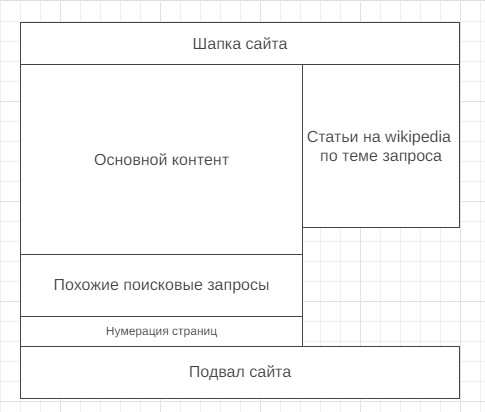 Шапка сайта
Основной контент
Статьи на wikipedia
по теме запроса
Похожие поисковые запросы
Нумерация страниц
Подвал сайта